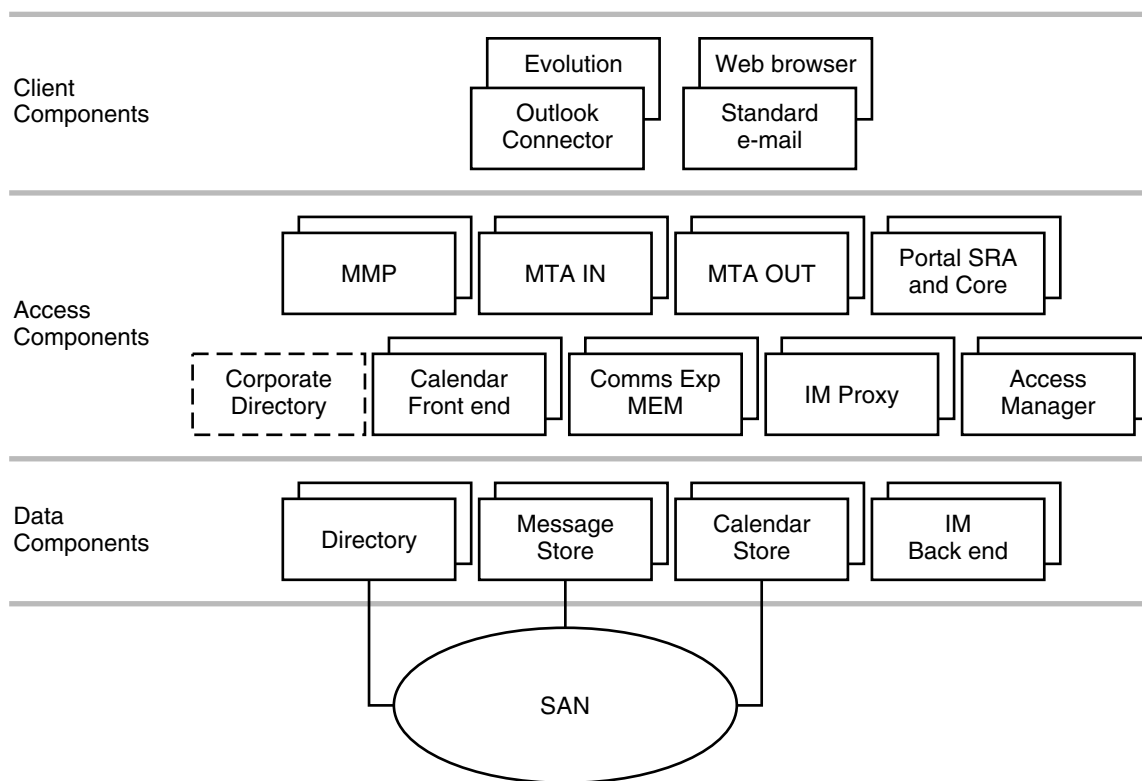 Client
Components
Evolution
Outlook
Connector
Web browser
Standard
e-mail
Access
Components
MMP
MTA IN
MTA OUT
Portal SRA
and Core
Corporate
Directory
Calendar
Front end
Comms Exp
MEM
IM Proxy
Access
Manager
Data
Components
Directory
Message
Store
Calendar
Store
IM
Back end
SAN